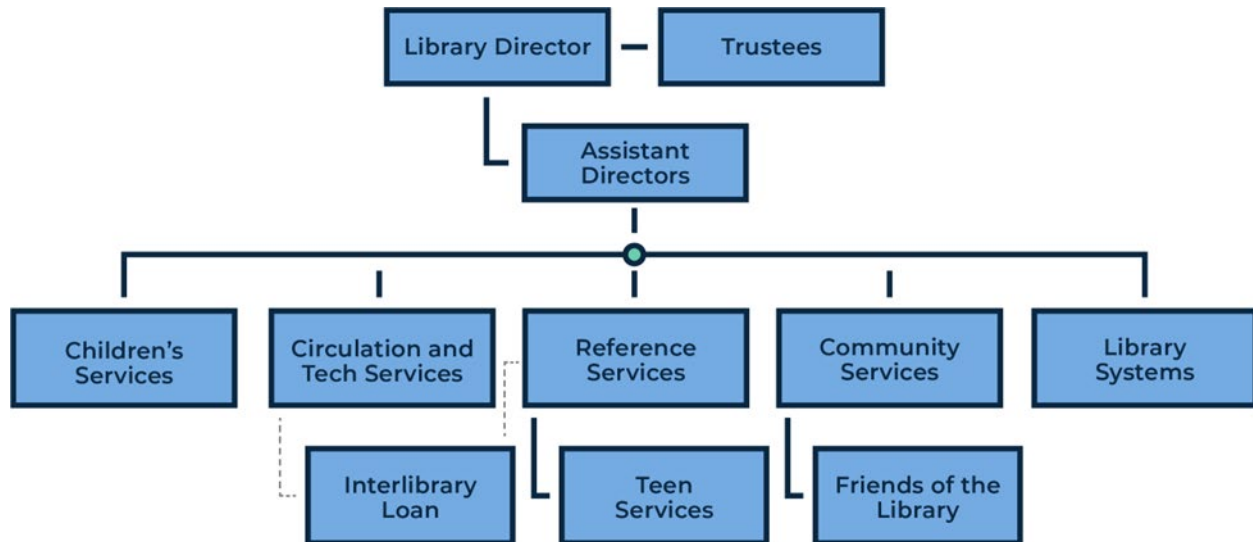 Library Director
Trustees
Assistant
Directors
Children’s
Services
Circulation and
Tech Services
Reference
Services
Community
Services
Library
Systems
Interlibrary
Loan
Teen
Services
Friends of the
Library